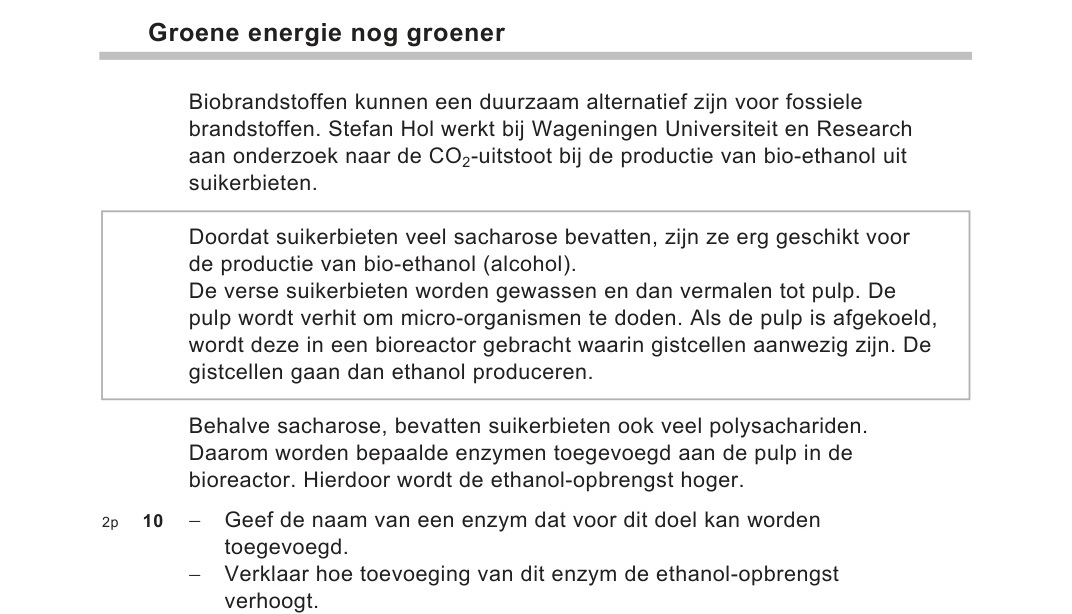 Groene energie nog groener
Biobrandstoffen kunnen een duurzaam alternatief zijn voor fossiele
brandstoffen. Stefan Hol werkt bij Wageningen Universiteit en Research
aan onderzoek naar de CO₂-uitstoot bij de productie van bio-ethanol uit
suikerbieten.
Doordat suikerbieten veel sacharose bevatten, zijn ze erg geschikt voor
de productie van bio-ethanol (alcohol).
De verse suikerbieten worden gewassen en dan vermalen tot pulp. De
pulp wordt verhit om micro-organismen te doden. Als de pulp is afgekoeld,
wordt deze in een bioreactor gebracht waarin gistcellen aanwezig zijn. De
gistcellen gaan dan ethanol produceren.
Behalve sacharose, bevatten suikerbieten ook veel polysachariden.
Daarom worden bepaalde enzymen toegevoegd aan de pulp in de
bioreactor. Hierdoor wordt de ethanol-opbrengst hoger.
2p 10 – Geef de naam van een enzym dat voor dit doel kan worden
toegevoegd.
– Verklaar hoe toevoeging van dit enzym de ethanol-opbrengst
verhoogt.